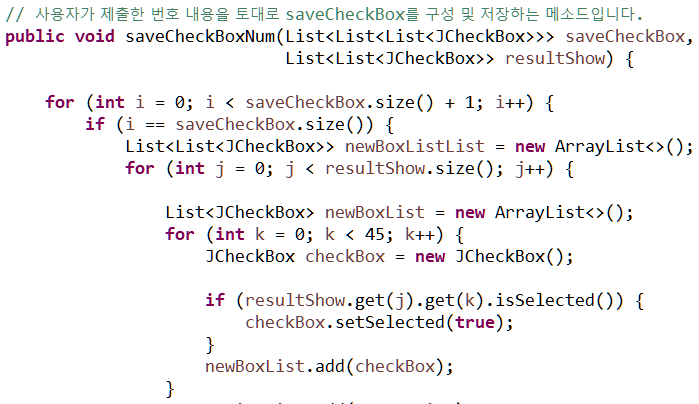 // 사용자가 제출한 번호 내용을 토대로 saveCheckBox를 구성 및 저장하는 메소드입니다.
public void saveCheckBoxNum(List<List<List<JCheckBox>>> saveCheckBox,
List<List<JCheckBox>> resultShow) {
for (int i = 0; i < saveCheckBox.size() + 1; i++) {
if (i == saveCheckBox.size()) {
List<List<JCheckBox>> newBoxListList = new ArrayList<>();
for (int j = 0; j < resultShow.size(); j++) {
List<JCheckBox> newBoxList = new ArrayList<>();
for (int k = 0; k < 45; k++) {
JCheckBox checkBox = new JCheckBox();
if (resultShow.get(j).get(k).isSelected()) {
checkBox.setSelected(true);
}
newBoxList.add(checkBox);
}